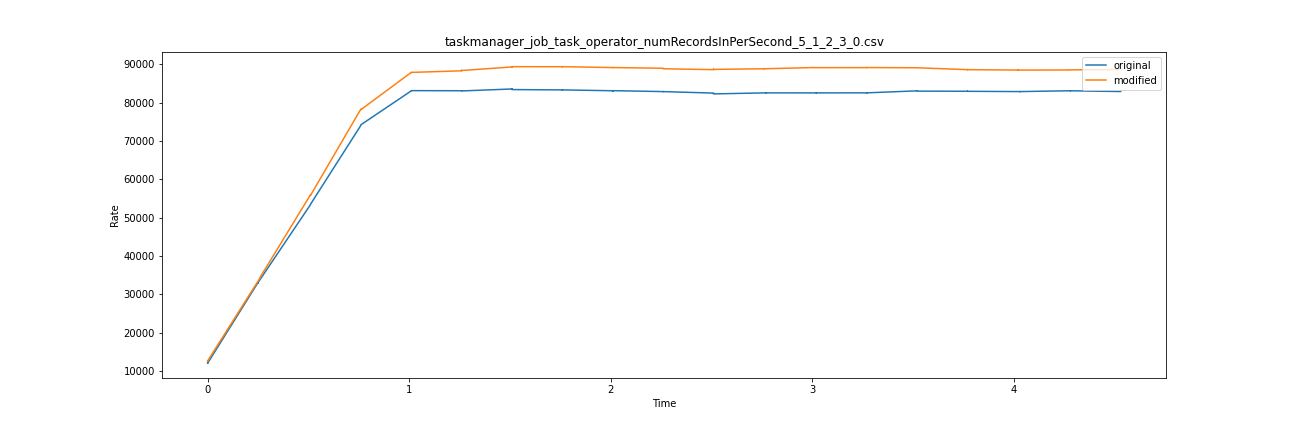 taskmanager_job_task_operator_numRecordsInPerSecond_5_1_2_3_0.csv
original
modified
90000
80000
70000
60000
50000
40000
30000
20000
10000
Rate
0 1 2 3 4
Time